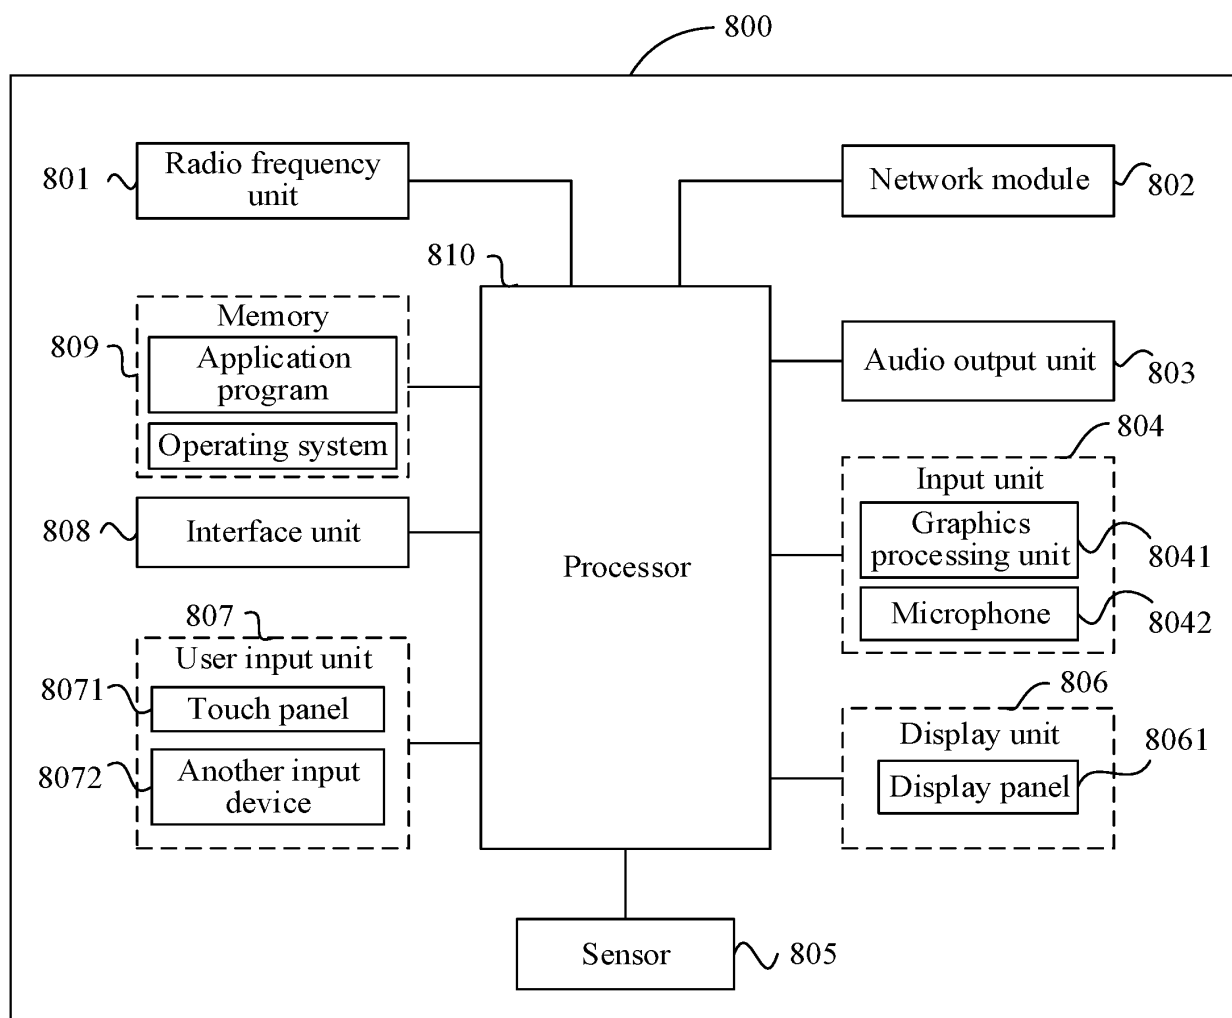 800
801
Radio frequency
unit
Network module
802
810
809
Memory
Application
program
Operating system
Audio output unit
803
804
Input unit
Graphics
processing unit
8041
Microphone
8042
808
Interface unit
Processor
807
User input unit
8071
Touch panel
8072
Another input
device
806
Display unit
8061
Display panel
Sensor
805